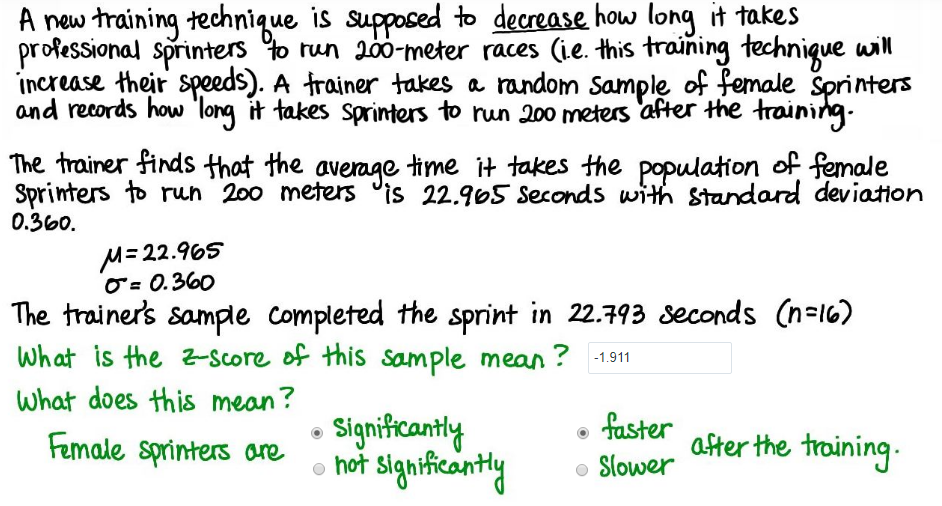 A new training technique is supposed to decrease how long it takes
professional sprinters to run 200-meter races (i.e. this training technique will
increase their speeds). A trainer takes a random sample of female sprinters
and records how long it takes sprinters to run 200 meters after the training.
The trainer finds that the average time it takes the population of female
sprinters to run 200 meters is 22.965 seconds with standard deviation
0.360.
μ = 22.965
σ = 0.360
The trainer's sample completed the sprint in 22.793 seconds (n=16)
What is the z-score of this sample mean? -1.911
What does this mean?
Female sprinters are significantly faster after the training.
not significantly slower